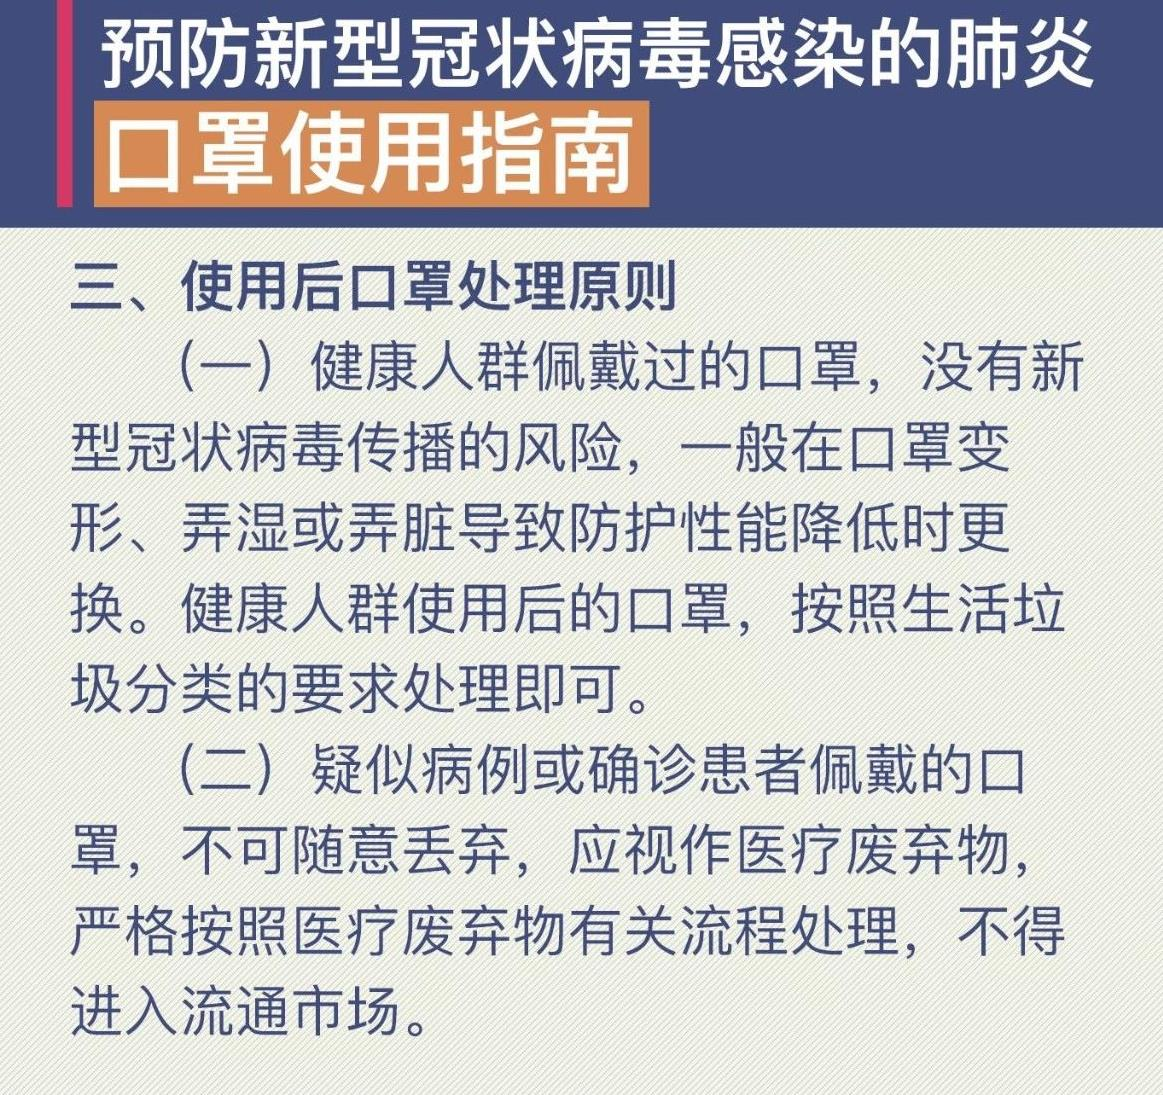 预防新型冠状病毒感染的肺炎
口罩使用指南
三、使用后口罩处理原则
（一）健康人群佩戴过的口罩，没有新
型冠状病毒传播的风险，一般在口罩变
形、弄湿或弄脏导致防护性能降低时更
换。健康人群使用后的口罩，按照生活垃
圾分类的要求处理即可。
（二）疑似病例或确诊患者佩戴的口
罩，不可随意丢弃，应视作医疗废弃物，
严格按照医疗废弃物有关流程处理，不得
进入流通市场。